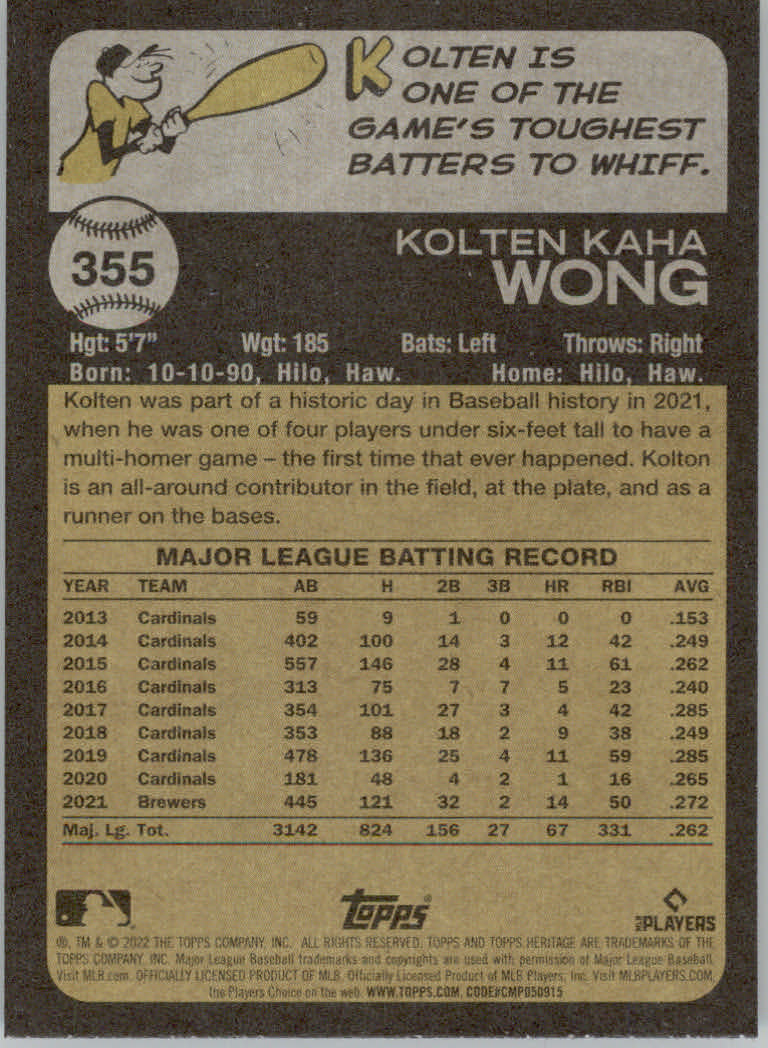 KOLTEN IS
ONE OF THE
GAME'S TOUGHEST
BATTERS TO WHIFF.
355
KOLTEN KAHA
WONG
Hgt: 5'7" Wgt: 185 Bats: Left Throws: Right
Born: 10-10-90, Hilo, Haw. Home: Hilo, Haw.
Kolten was part of a historic day in Baseball history in 2021,
when he was one of four players under six-feet tall to have a
multi-homer game – the first time that ever happened. Kolton
is an all-around contributor in the field, at the plate, and as a
runner on the bases.
MAJOR LEAGUE BATTING RECORD
YEAR TEAM AB H 2B 3B HR RBI AVG
2013 Cardinals 59 9 1 0 0 0 .153
2014 Cardinals 402 100 14 3 12 42 .249
2015 Cardinals 557 146 28 4 11 61 .262
2016 Cardinals 313 75 7 7 5 23 .240
2017 Cardinals 354 101 27 3 4 42 .285
2018 Cardinals 353 88 18 2 9 38 .249
2019 Cardinals 478 136 25 4 11 59 .285
2020 Cardinals 181 48 4 2 1 16 .265
2021 Brewers 445 121 32 2 14 50 .272
Maj. Lg. Tot. 3142 824 156 27 67 331 .262
Topps
MLB PLAYERS
®, TM & © 2022 THE TOPPS COMPANY, INC. ALL RIGHTS RESERVED. TOPPS AND TOPPS HERITAGE ARE TRADEMARKS OF THE
TOPPS COMPANY, INC. Major League Baseball trademarks and copyrights are used with permission of Major League Baseball.
Visit MLB.com. OFFICIALLY LICENSED PRODUCT OF MLB. Officially Licensed Product of MLB Players, Inc. Visit MLBPLAYERS.COM,
the Players Choice on the web. WWW.TOPPS.COM. CODE#CMP050915